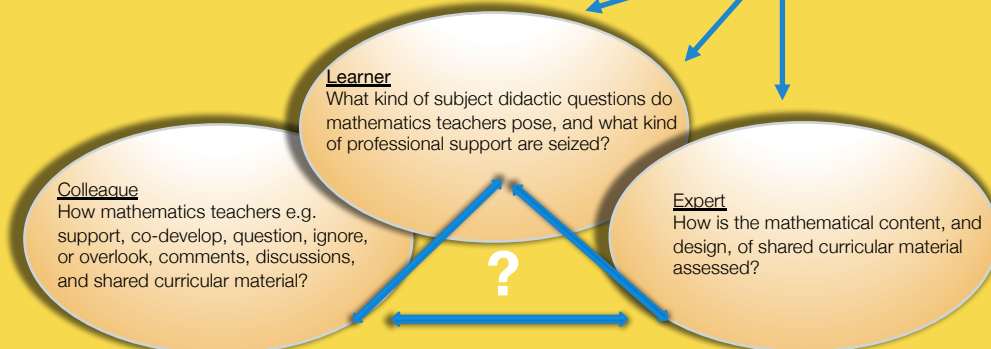 Learner
What kind of subject didactic questions do
mathematics teachers pose, and what kind
of professional support are seized?
Colleague
How mathematics teachers e.g.
support, co-develop, question, ignore,
or overlook, comments, discussions,
and shared curricular material?
Expert
How is the mathematical content, and
design, of shared curricular material
assessed?
?